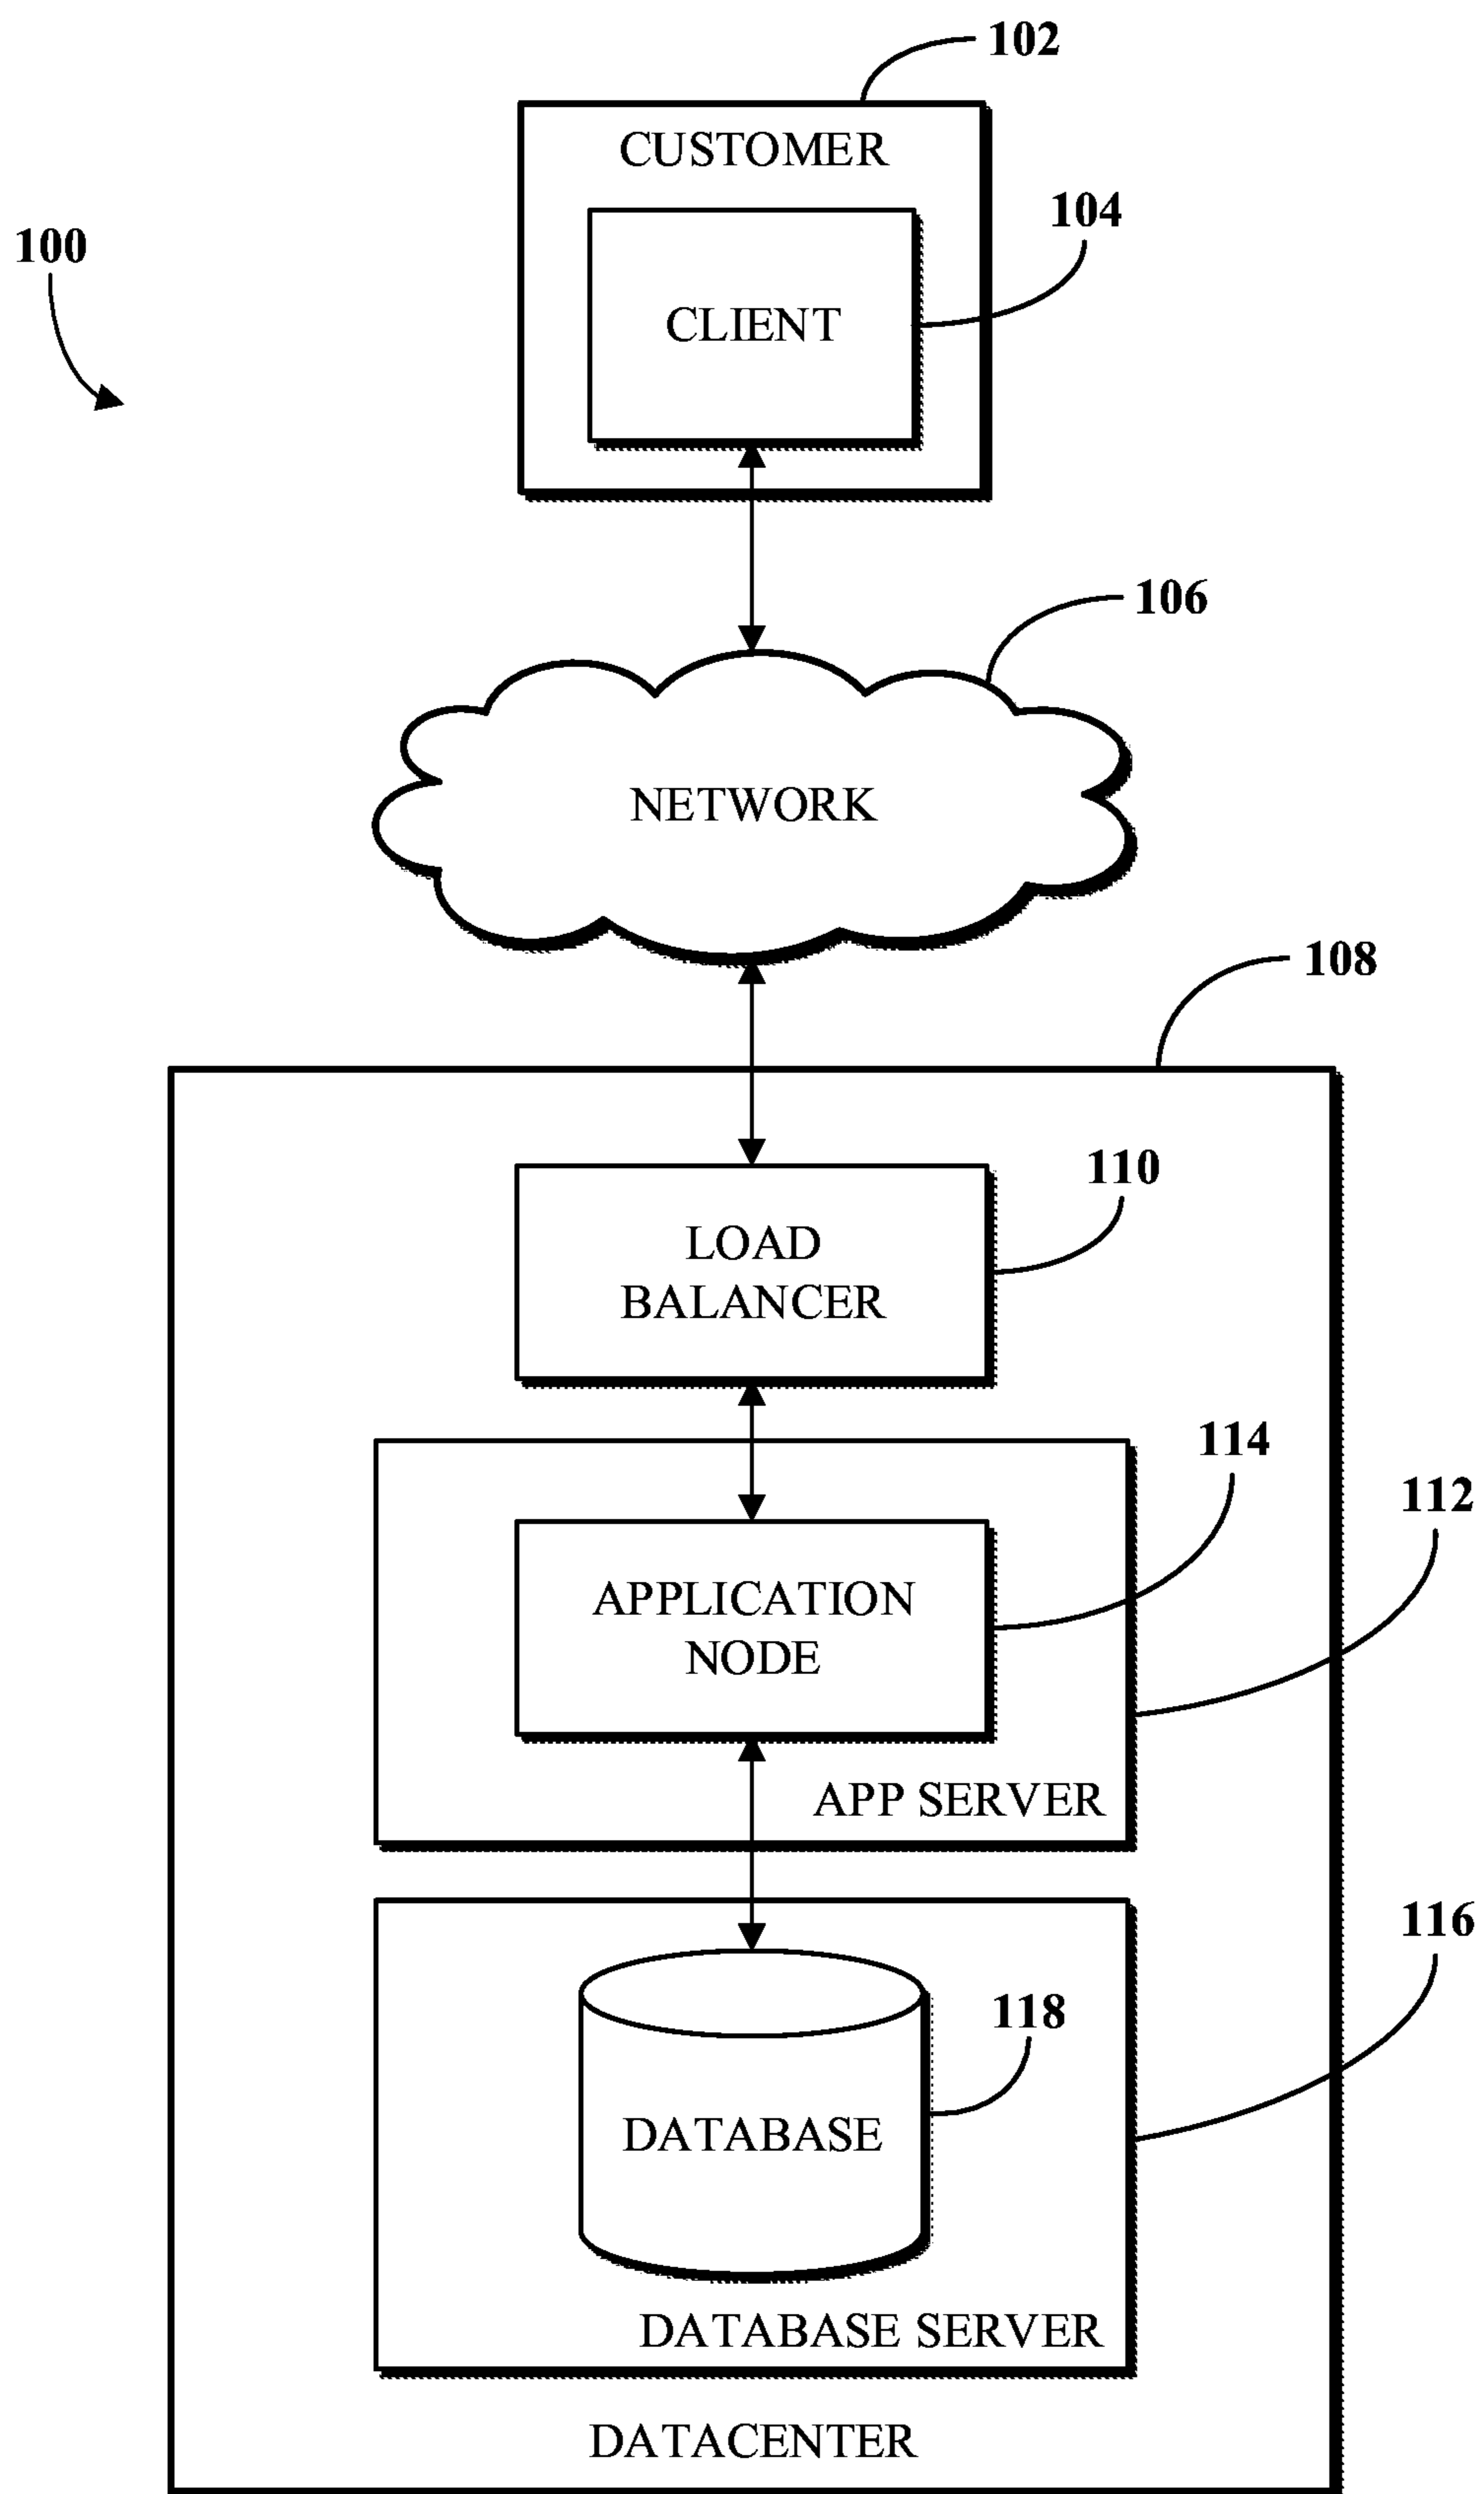 102
CUSTOMER
104
100
CLIENT
106
NETWORK
108
110
LOAD
BALANCER
114
112
APPLICATION
NODE
APP SERVER
116
118
DATABASE
DATABASE SERVER
DATACENTER